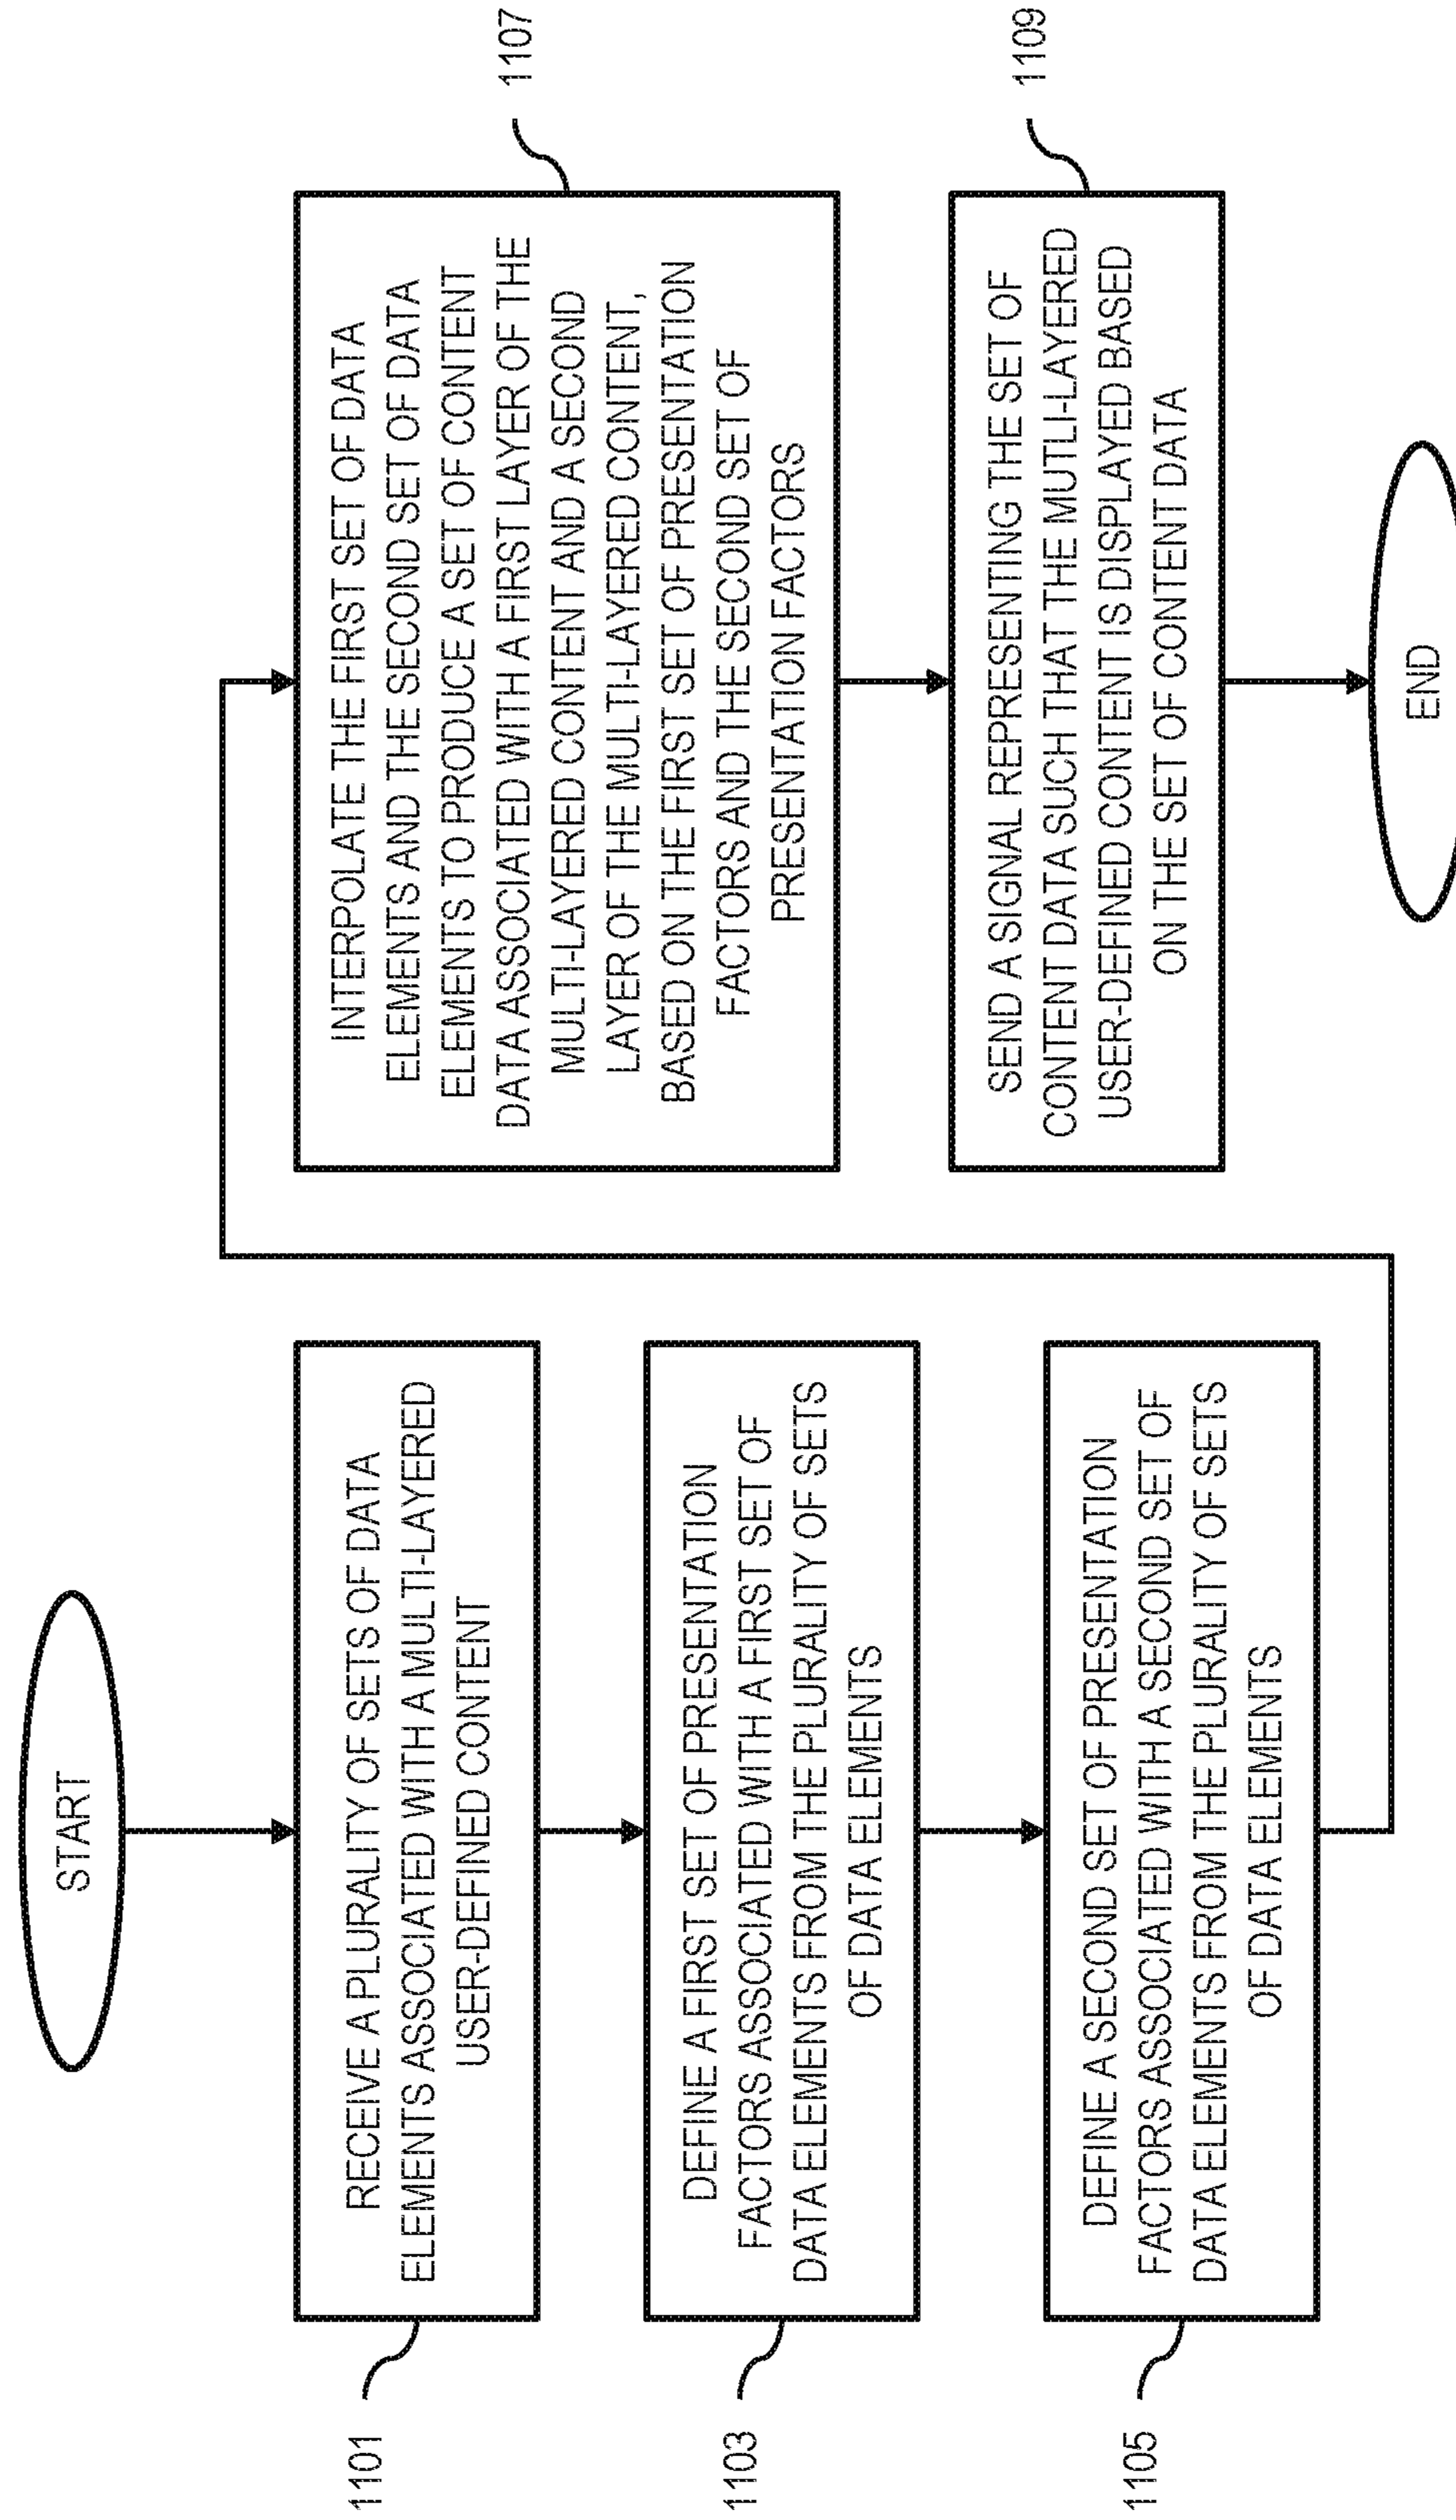 START
1101
RECEIVE A PLURALITY OF SETS OF DATA
ELEMENTS ASSOCIATED WITH A MULTI-LAYERED
USER-DEFINED CONTENT
1103
DEFINE A FIRST SET OF PRESENTATION
FACTORS ASSOCIATED WITH A FIRST SET OF
DATA ELEMENTS FROM THE PLURALITY OF SETS
OF DATA ELEMENTS
1105
DEFINE A SECOND SET OF PRESENTATION
FACTORS ASSOCIATED WITH A SECOND SET OF
DATA ELEMENTS FROM THE PLURALITY OF SETS
OF DATA ELEMENTS
1107
INTERPOLATE THE FIRST SET OF DATA
ELEMENTS AND THE SECOND SET OF DATA
ELEMENTS TO PRODUCE A SET OF CONTENT
DATA ASSOCIATED WITH A FIRST LAYER OF THE
MULTI-LAYERED CONTENT AND A SECOND
LAYER OF THE MULTI-LAYERED CONTENT,
BASED ON THE FIRST SET OF PRESENTATION
FACTORS AND THE SECOND SET OF
PRESENTATION FACTORS
1109
SEND A SIGNAL REPRESENTING THE SET OF
CONTENT DATA SUCH THAT THE MUTLI-LAYERED
USER-DEFINED CONTENT IS DISPLAYED BASED
ON THE SET OF CONTENT DATA
END